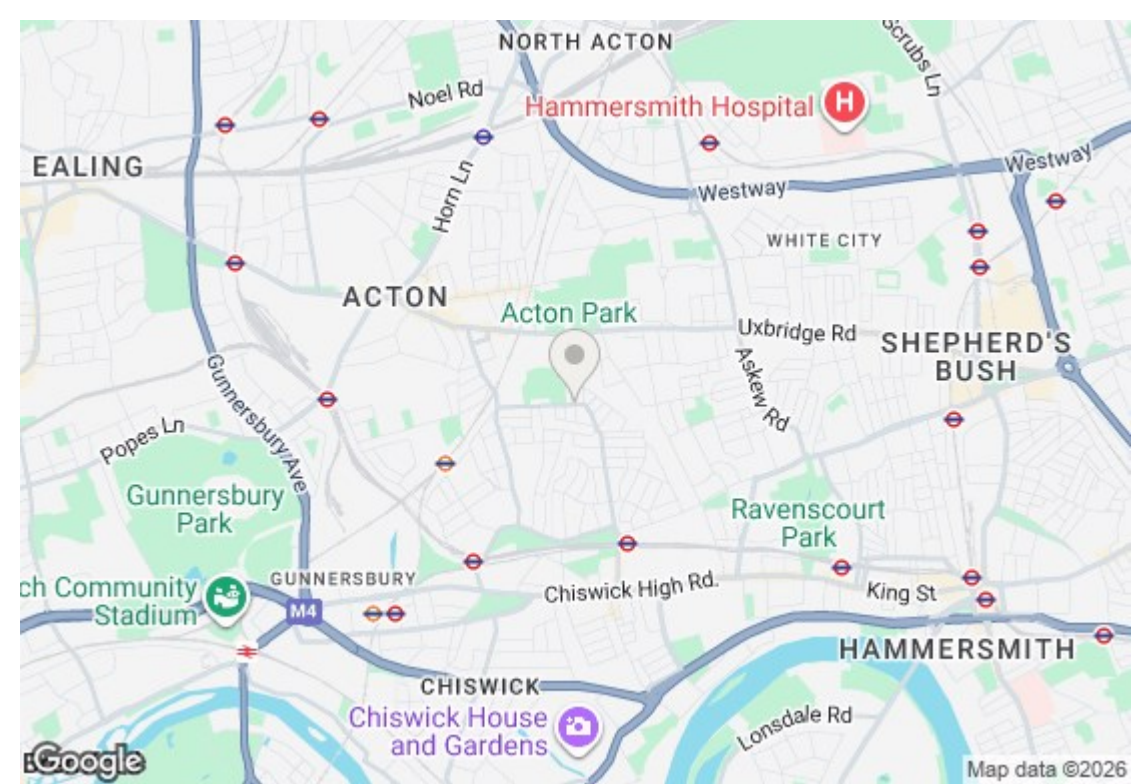 NORTH ACTON
Scrubs Ln
Noel Rd
Hammersmith Hospital
H
EALING
Westway
Horn Ln
Westway
WHITE CITY
ACTON
Acton Park
Uxbridge Rd
SHEPHERD'S
BUSH
Askew Rd
Gunnersbury Ave
Popes Ln
Gunnersbury
Park
Ravenscourt
Park
ch Community
Stadium
GUNNERSBURY
M4
Chiswick High Rd.
King St
HAMMERSMITH
CHISWICK
Chiswick House
and Gardens
Lonsdale Rd
Google
Map data ©2026